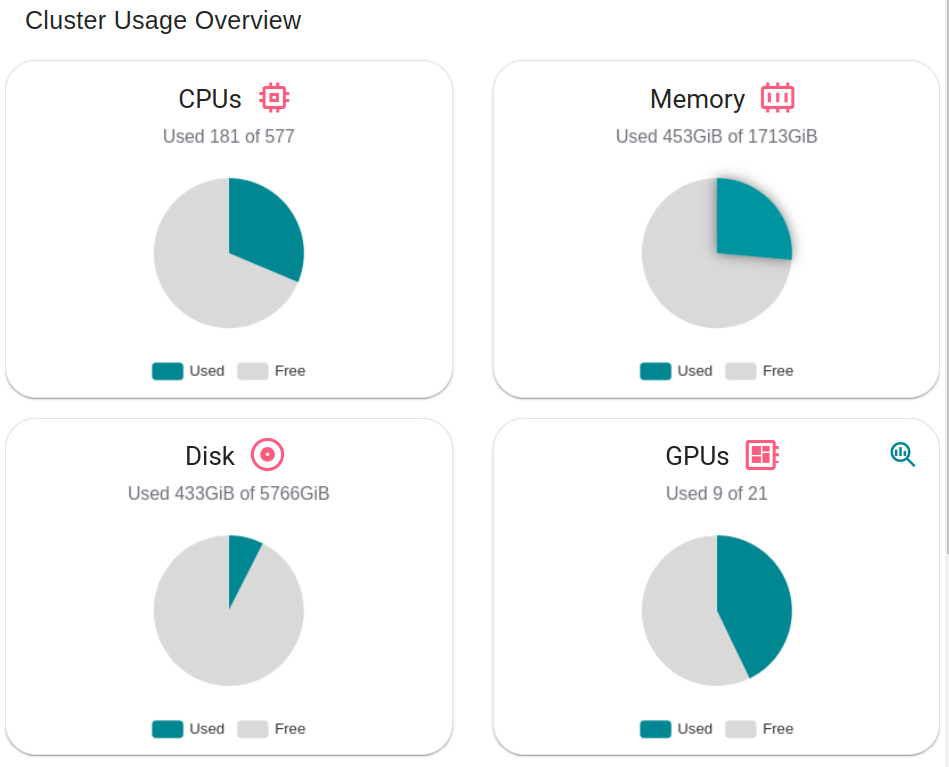 Cluster Usage Overview
CPUs
Used 181 of 577
Used Free
Memory
Used 453GiB of 1713GiB
Used Free
Disk
Used 433GiB of 5766GiB
Used Free
GPUs
Used 9 of 21
Used Free